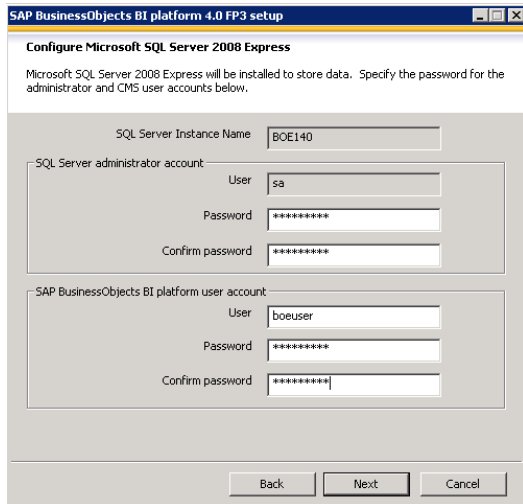 SAP BusinessObjects BI platform 4.0 FP3 setup
Configure Microsoft SQL Server 2008 Express
Microsoft SQL Server 2008 Express will be installed to store data. Specify the password for the
administrator and CMS user accounts below.
SQL Server Instance Name BOE140
SQL Server administrator account
User sa
Password *********
Confirm password *********
SAP BusinessObjects BI platform user account
User boeuser
Password *********
Confirm password *********
Back Next Cancel